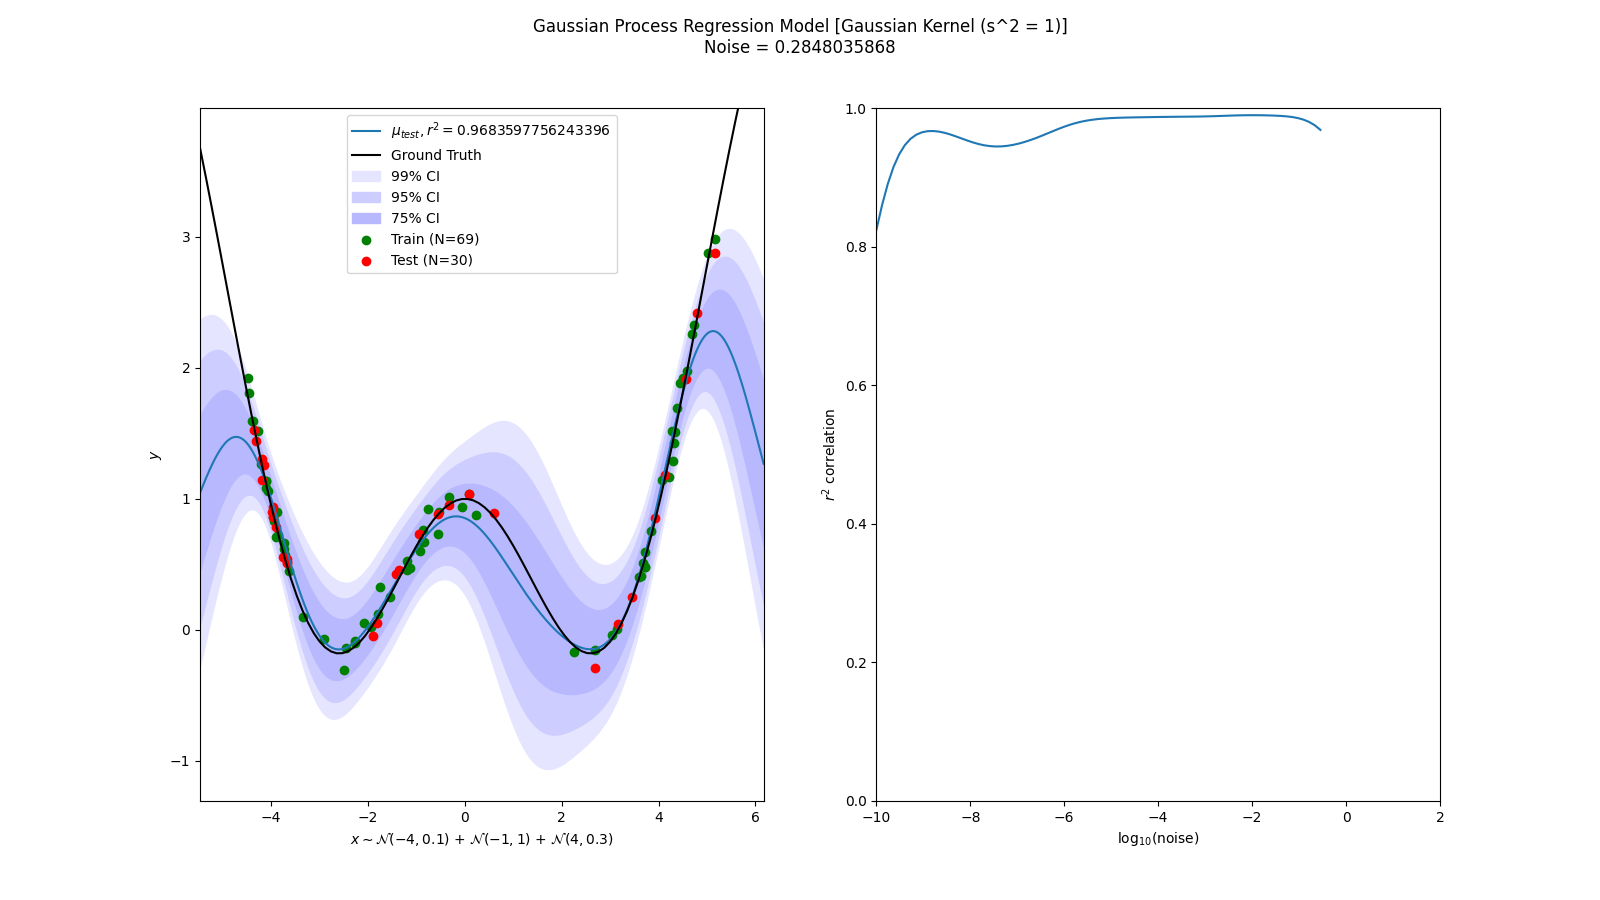 Gaussian Process Regression Model [Gaussian Kernel (s^2 = 1)]
Noise = 0.2848035868
μ_test, r² = 0.9683597756243396
Ground Truth
99% CI
95% CI
75% CI
Train (N=69)
Test (N=30)
3
2
1
0
−1
y
−4
−2
0
2
4
6
x ∼ 𝒩(−4, 0.1) + 𝒩(−1, 1) + 𝒩(4, 0.3)
1.0
0.8
0.6
0.4
0.2
0.0
r² correlation
−10
−8
−6
−4
−2
0
2
log₁₀(noise)